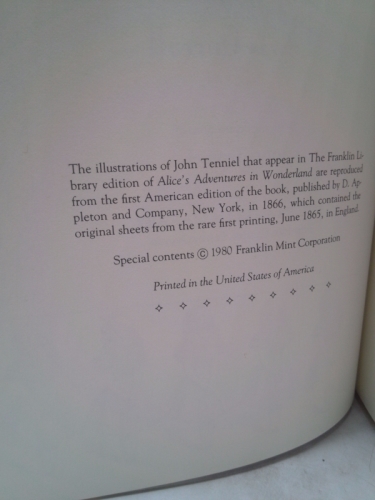 The illustrations of John Tenniel that appear in The Franklin Li-
brary edition of Alice's Adventures in Wonderland are reproduced
from the first American edition of the book, published by D. Ap-
pleton and Company, New York, in 1866, which contained the
original sheets from the rare first printing, June 1865, in England.
Special contents © 1980 Franklin Mint Corporation
Printed in the United States of America